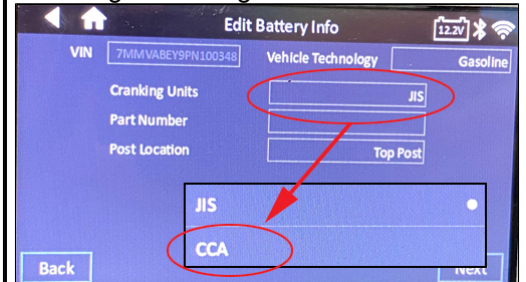 Edit Battery Info
12.2V
VIN 7MMVABEY9PN100348 Vehicle Technology Gasoline
Cranking Units JIS
Part Number
Post Location Top Post
JIS
CCA
Back Next